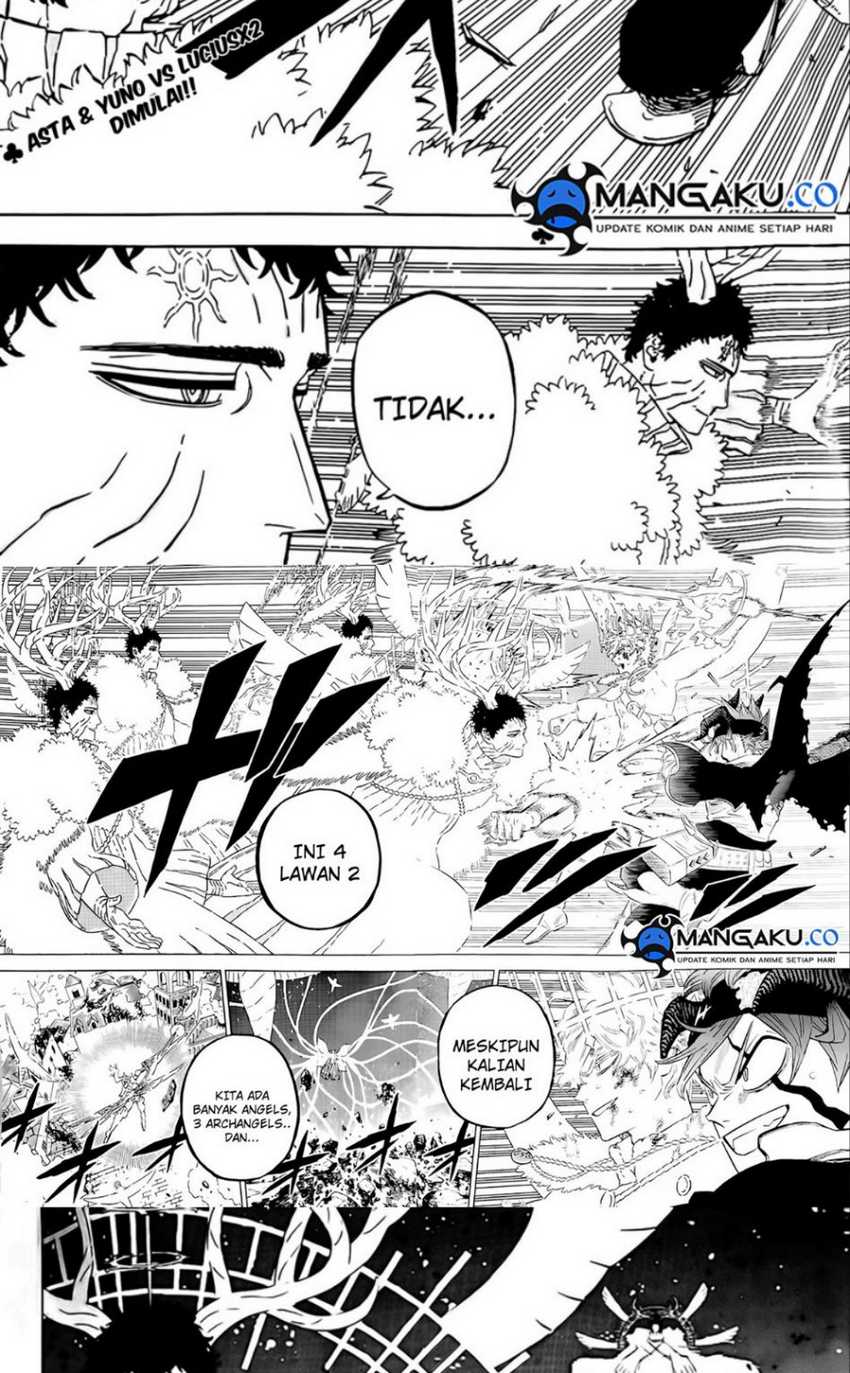 ♣ ASTA & YUNO VS LUCIUSX2
DIMULAI!!
MANGAKU.CO
UPDATE KOMIK DAN ANIME SETIAP HARI
TIDAK...
INI 4
LAWAN 2
MANGAKU.CO
UPDATE KOMIK DAN ANIME SETIAP HARI
MESKIPUN
KALIAN
KEMBALI
KITA ADA
BANYAK ANGELS,
3 ARCHANGELS..
DAN...